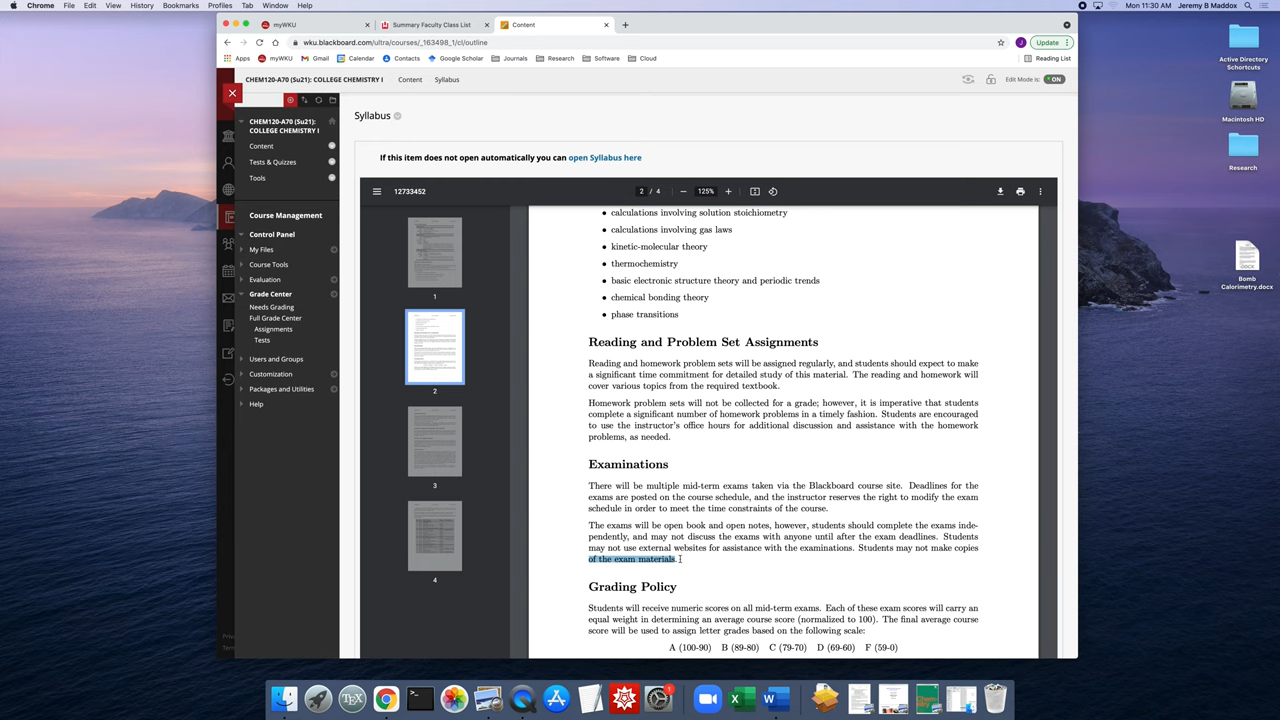 Chrome File Edit View History Bookmarks Profiles Tab Window Help
Mon 11:30 AM Jeremy B Maddox
myWKU
Summary Faculty Class List
Content
wku.blackboard.com/ultra/courses/_163498_1/cl/outline
Update
Apps myWKU Gmail Calendar Contacts Google Scholar Journals Research Software Cloud
Reading List
CHEM120-A70 (Su21): COLLEGE CHEMISTRY I Content Syllabus
Edit Mode is: ON
CHEM120-A70 (Su21):
COLLEGE CHEMISTRY I
Content
Tests & Quizzes
Tools
Course Management
Control Panel
My Files
Course Tools
Evaluation
Grade Center
Needs Grading
Full Grade Center
Assignments
Tests
Users and Groups
Customization
Packages and Utilities
Help
Syllabus
If this item does not open automatically you can open Syllabus here
12733452
2 / 4
125%
1
2
3
4
• calculations involving solution stoichiometry
• calculations involving gas laws
• kinetic-molecular theory
• thermochemistry
• basic electronic structure theory and periodic trends
• chemical bonding theory
• phase transitions
Reading and Problem Set Assignments
Reading and homework problem sets will be assigned regularly, and students should expect to make
a significant time commitment for detailed study of this material. The reading and homework will
cover various topics from the required textbook.
Homework problem sets will not be collected for a grade; however, it is imperative that students
complete a significant number of homework problems in a timely fashion. Students are encouraged
to use the instructor's office hours for additional discussion and assistance with the homework
problems, as needed.
Examinations
There will be multiple mid-term exams taken via the Blackboard course site. Deadlines for the
exams are posted on the course schedule, and the instructor reserves the right to modify the exam
schedule in order to meet the time constraints of the course.
The exams will be open book and open notes, however, students should complete the exams inde-
pendently, and may not discuss the exams with anyone until after the exam deadlines. Students
may not use external websites for assistance with the examinations. Students may not make copies
of the exam materials.
Grading Policy
Students will receive numeric scores on all mid-term exams. Each of these exam scores will carry an
equal weight in determining an average course score (normalized to 100). The final average course
score will be used to assign letter grades based on the following scale:
A (100-90) B (89-80) C (79-70) D (69-60) F (59-0)
Active Directory
Schortcuts
Macintosh HD
Research
Bomb
Calorimetry.docx